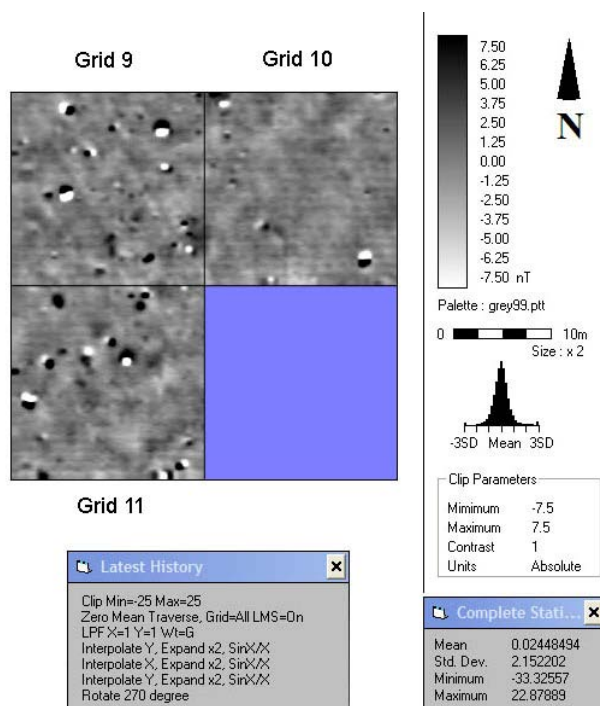 Grid 9
Grid 10
Grid 11
7.50
6.25
5.00
3.75
2.50
1.25
0.00
-1.25
-2.50
-3.75
-5.00
-6.25
-7.50 nT
N
Palette : grey99.ptt
0 10m
Size : x 2
-3SD Mean 3SD
Clip Parameters
Mimimum -7.5
Maximum 7.5
Contrast 1
Units Absolute
Latest History
Clip Min=-25 Max=25
Zero Mean Traverse, Grid=All LMS=On
LPF X=1 Y=1 Wt=G
Interpolate Y, Expand x2, SinX/X
Interpolate X, Expand x2, SinX/X
Interpolate Y, Expand x2, SinX/X
Rotate 270 degree
Complete Stati...
Mean 0.02448494
Std. Dev. 2.152202
Minimum -33.32557
Maximum 22.87889